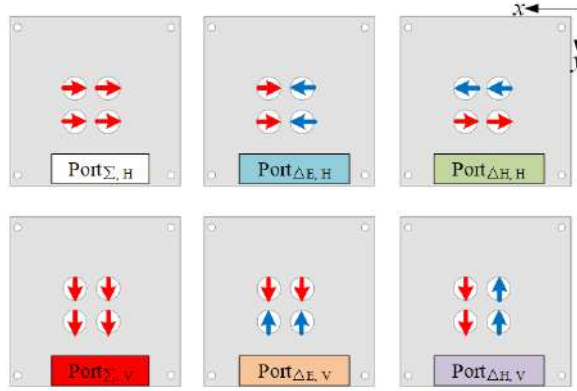 x
y
Port Σ, H
Port △E, H
Port △H, H
Port Σ, V
Port △E, V
Port △H, V